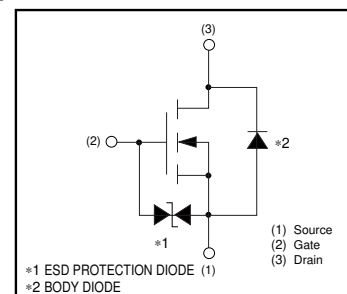 (3)
(2)
∗2
∗1
(1) Source
(2) Gate
(3) Drain
∗1 ESD PROTECTION DIODE (1)
∗2 BODY DIODE